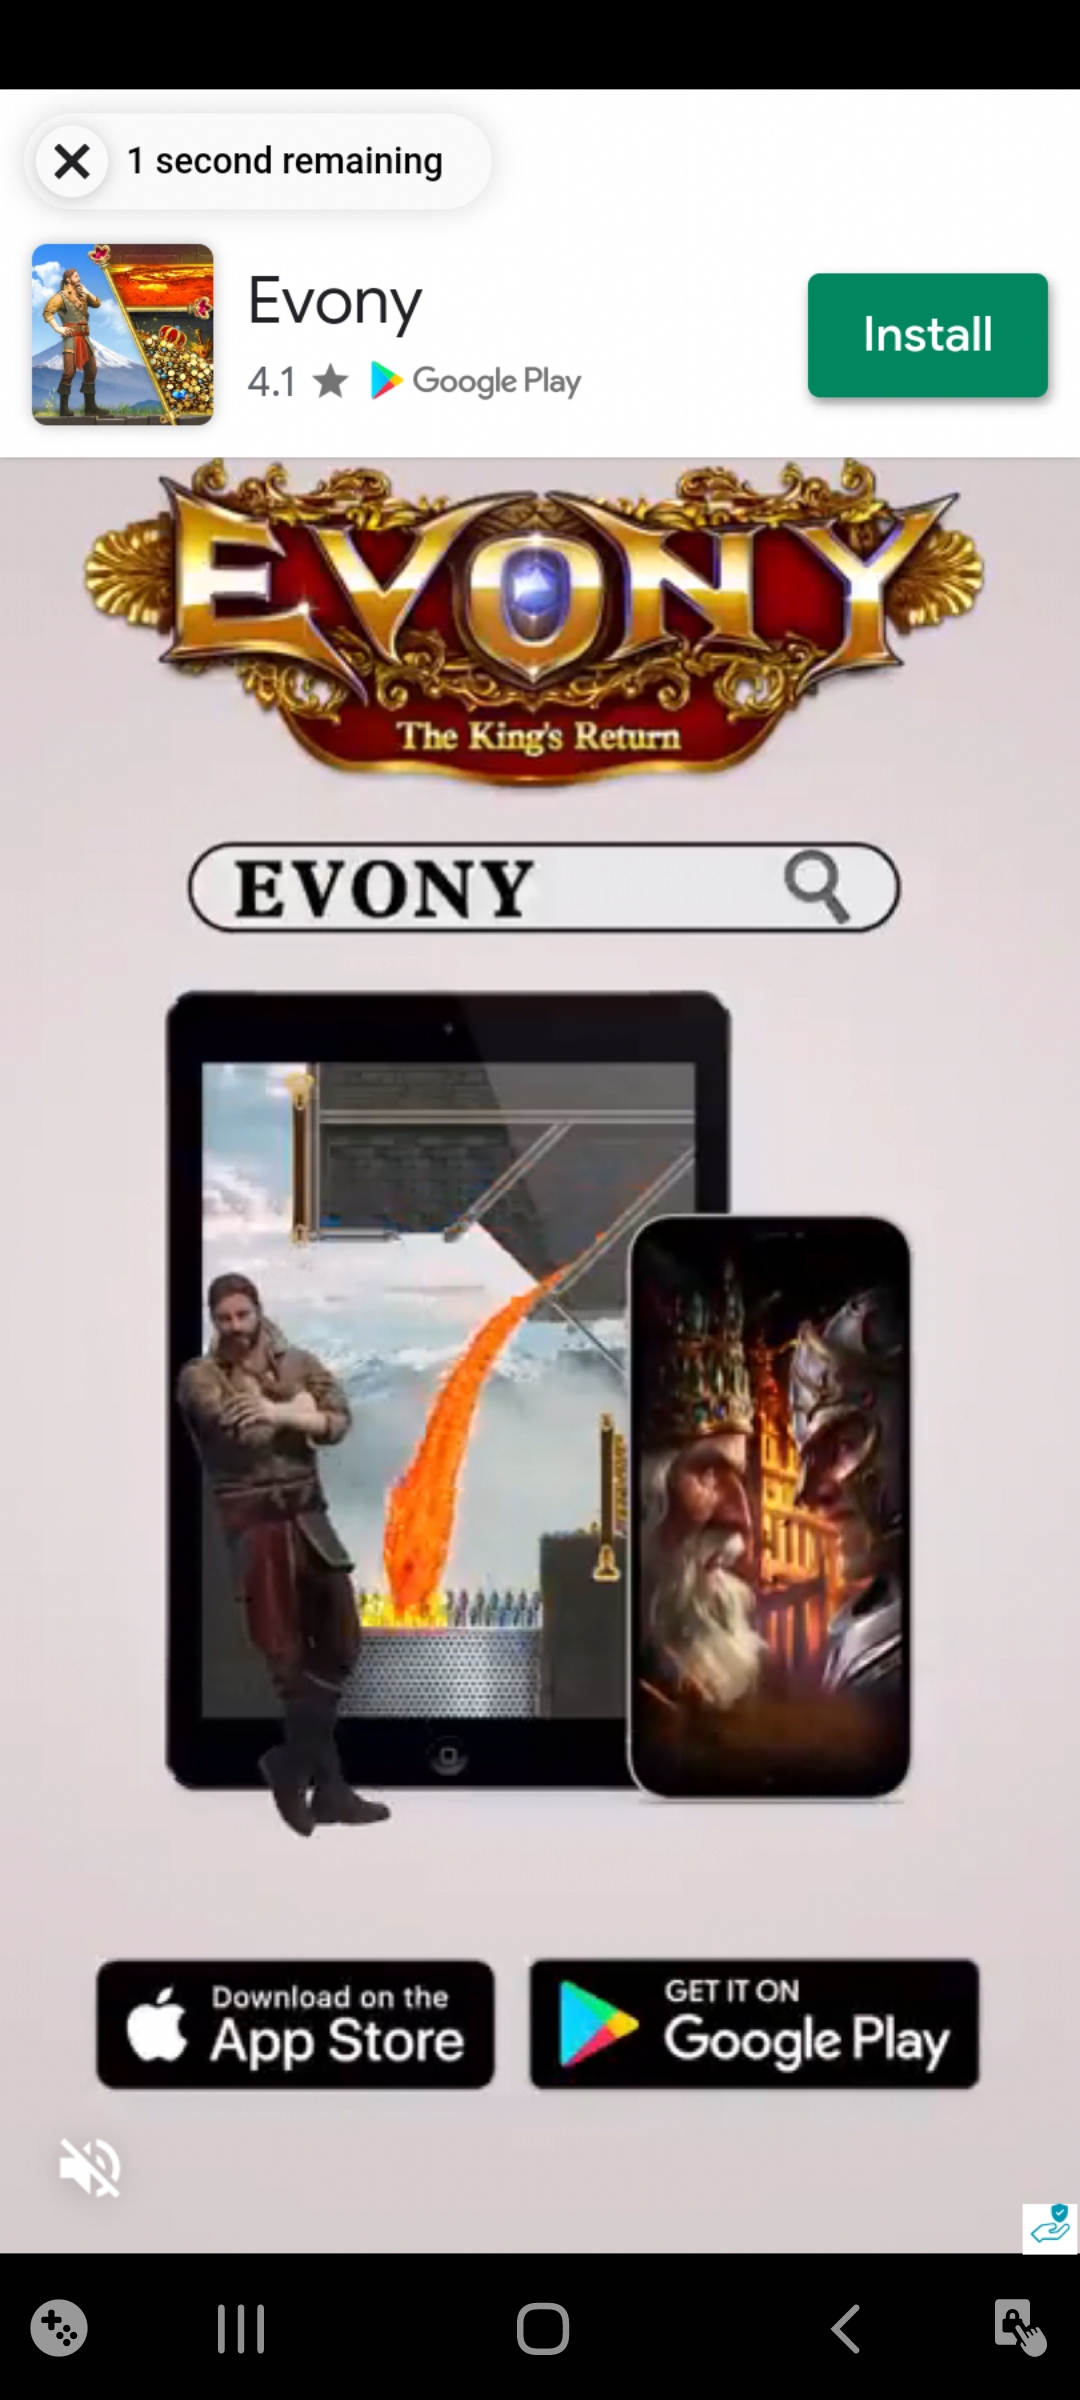 1 second remaining
Evony
Install
4.1 ★ Google Play
EVONY
The King's Return
EVONY
Download on the
App Store
GET IT ON
Google Play